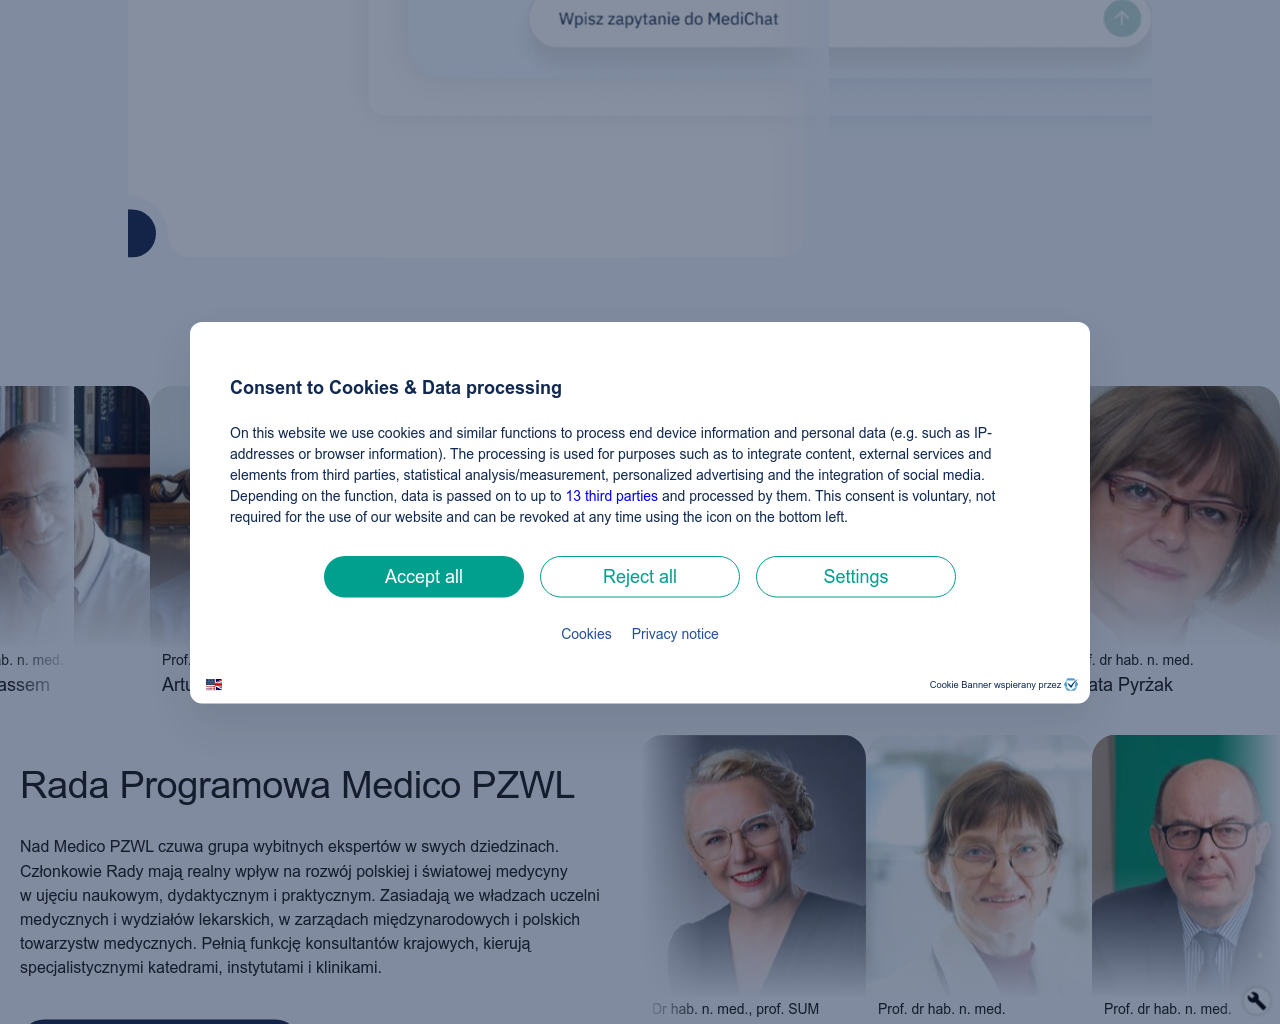 Wpisz zapytanie do MediChat
Consent to Cookies & Data processing
On this website we use cookies and similar functions to process end device information and personal data (e.g. such as IP-
addresses or browser information). The processing is used for purposes such as to integrate content, external services and
elements from third parties, statistical analysis/measurement, personalized advertising and the integration of social media.
Depending on the function, data is passed on to up to 13 third parties and processed by them. This consent is voluntary, not
required for the use of our website and can be revoked at any time using the icon on the bottom left.
Accept all
Reject all
Settings
Cookies
Privacy notice
Cookie Banner wspierany przez
n. med.
Prof.
dr hab. n. med.
Pyrżak
Rada Programowa Medico PZWL
Nad Medico PZWL czuwa grupa wybitnych ekspertów w swych dziedzinach.
Członkowie Rady mają realny wpływ na rozwój polskiej i światowej medycyny
w ujęciu naukowym, dydaktycznym i praktycznym. Zasiadają we władzach uczelni
medycznych i wydziałów lekarskich, w zarządach międzynarodowych i polskich
towarzystw medycznych. Pełnią funkcję konsultantów krajowych, kierują
specjalistycznymi katedrami, instytutami i klinikami.
Dr hab. n. med., prof. SUM
Prof. dr hab. n. med.
Prof. dr hab. n. med.